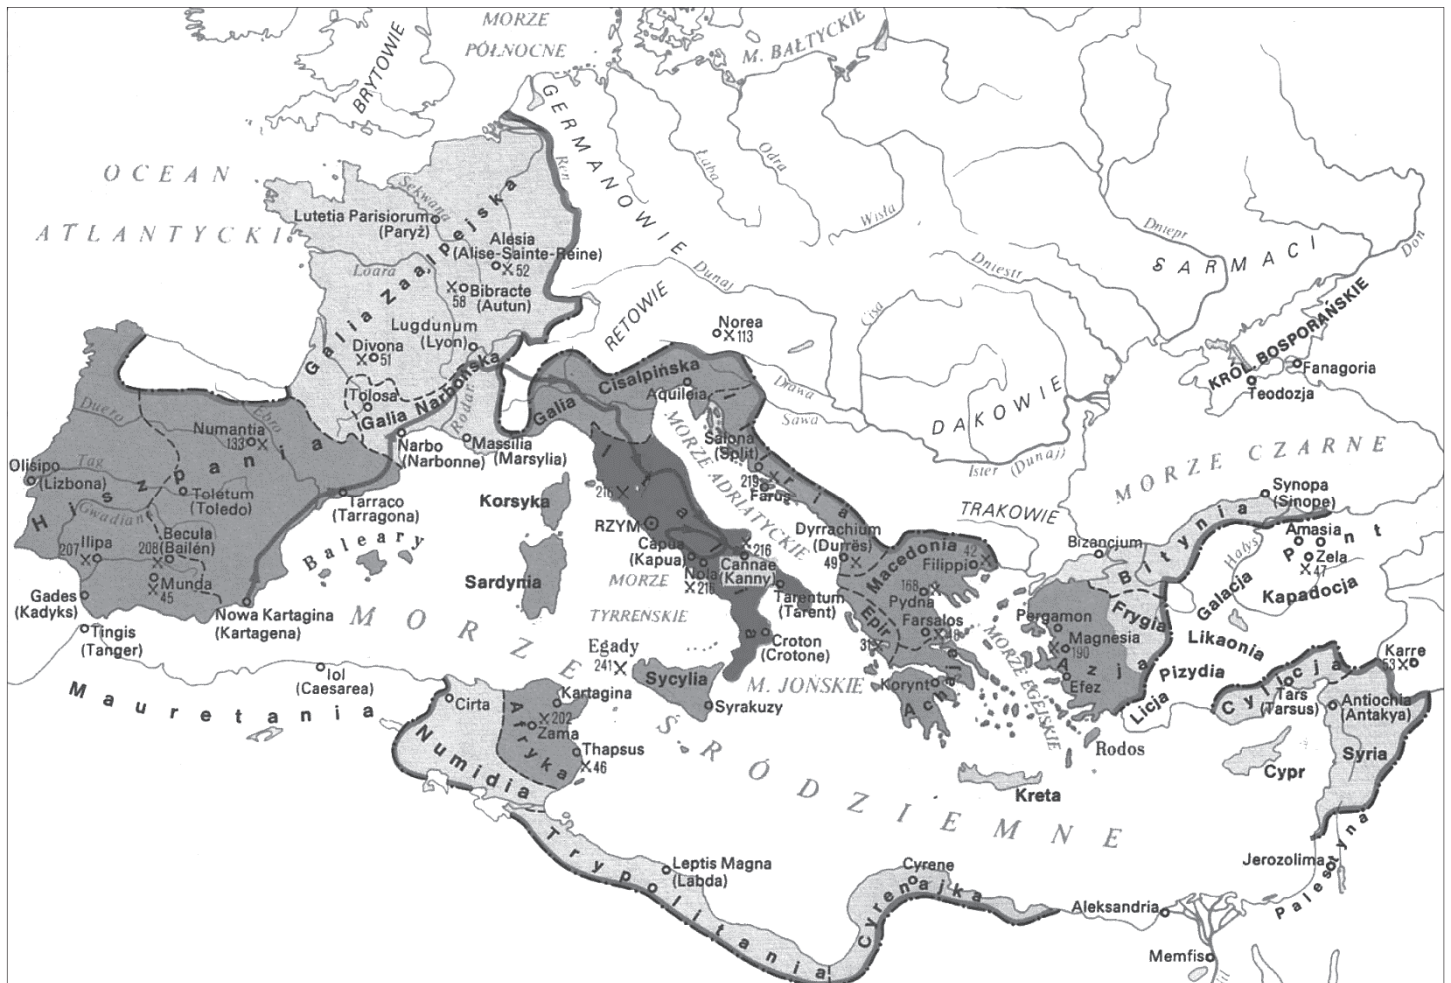 MORZE
PÓŁNOCNE
M. BAŁTYCKIE
BRYTOWIE
GERMANOWIE
OCEAN
ATLANTYCKI
Ren
Łaba
Odra
Wisła
Dniepr
Don
SARMACI
Dniestr
Sekwana
Lutetia Parisiorum
(Paryż)
Galia Zaalpejska
Alesia
(Alise-Sainte-Reine)
52
Loara
58
Bibracte
(Autun)
Lugdunum
(Lyon)
Divona
51
Dunaj
RETOWIE
Norea
113
Cisa
KRÓL. BOSPORAŃSKIE
Fanagoria
Teodozja
Tolosa
Galia Narbońska
Rodan
Narbo
(Narbonne)
Massilia
(Marsylia)
Galia Cisalpińska
Aquileia
Drawa
Sawa
DAKOWIE
Ister (Dunaj)
MORZE CZARNE
Duero
Ebro
Numantia
133
Hiszpania
Olisipo
(Lizbona)
Tag
Toletum
(Toledo)
Gwadiana
Becula
(Bailén)
208
Ilipa
207
Munda
45
Gades
(Kadyks)
Tarraco
(Tarragona)
Nowa Kartagina
(Kartagena)
Baleary
Tingis
(Tanger)
Iol
(Caesarea)
Mauretania
Korsyka
Sardynia
Italia
RZYM
Capua
(Kapua)
Nola
216
Cannae
(Kanny)
216
Tarentum
(Tarent)
Croton
(Crotone)
MORZE
TYRREŃSKIE
MORZE ADRIATYCKIE
Salona
(Split)
219
Faros
Iliria
Dyrrachium
(Durrës)
49
Macedonia
42
Filippi
168
Pydna
Epir
Farsalos
48
31
Achaja
Korynt
MORZE EGEJSKIE
M. JOŃSKIE
TRAKOWIE
Bizancjum
Bitynia
Synopa
(Sinope)
Amasia
Pont
Zela
47
Halys
Galacja
Kapadocja
Frygia
Likaonia
Pizydia
Licja
Pergamon
Magnesia
190
Azja
Efez
Rodos
Cylicja
Tars
(Tarsus)
Karre
53
Antiochia
(Antakya)
Syria
Cypr
Kreta
Palestyna
Jerozolima
Egady
241
Sycylia
Syrakuzy
MORZE ŚRÓDZIEMNE
Cirta
Numidia
Afryka
Kartagina
202
Zama
Thapsus
46
Trypolitania
Leptis Magna
(Labda)
Cyrene
Cyrenajka
Aleksandria
Memfis